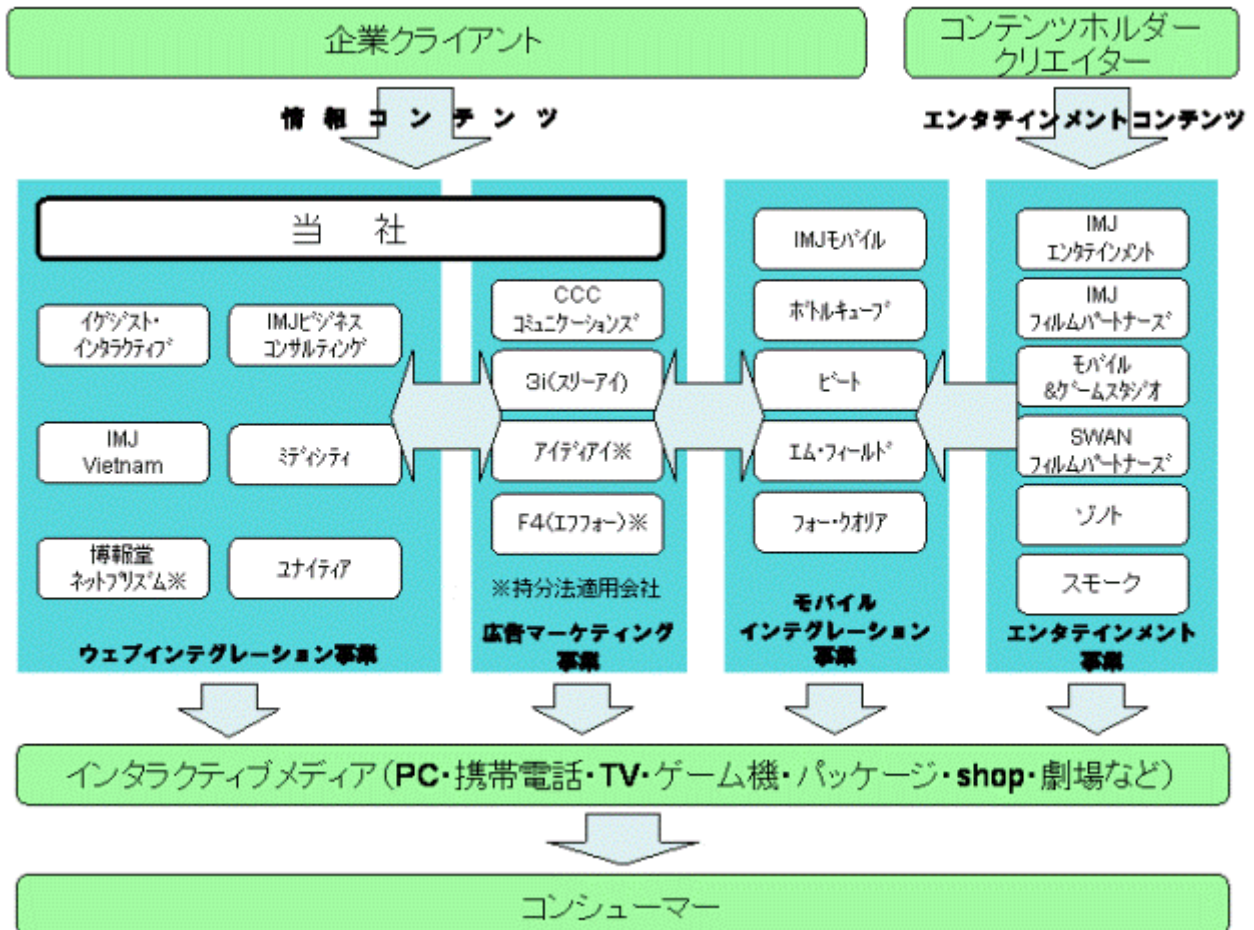 企業クライアント
コンテンツホルダー
クリエイター
情報コンテンツ
エンタテインメントコンテンツ
当 社
ｲｹﾞｼﾞｽﾄ・
ｲﾝﾀﾗｸﾃｨﾌﾞ
IMJﾋﾞｼﾞﾈｽ
ｺﾝｻﾙﾃｨﾝｸﾞ
IMJ
Vietnam
ﾐﾃﾞｨｼﾃｨ
博報堂
ﾈｯﾄﾌﾟﾘｽﾞﾑ※
ﾕﾅｲﾃｨｱ
ウェブインテグレーション事業
CCC
ｺﾐｭﾆｹｰｼｮﾝｽﾞ
3i(ｽﾘｰｱｲ)
ｱｲﾃﾞｨｱｲ※
F4(ｴﾌﾌｫｰ)※
※持分法適用会社
広告マーケティング
事業
IMJﾓﾊﾞｲﾙ
ﾎﾞﾄﾙｷｭｰﾌﾞ
ﾋﾞｰﾄ
ｴﾑ・ﾌｨｰﾙﾄﾞ
ﾌｫｰ・ｸｵﾘｱ
モバイル
インテグレーション
事業
IMJ
ｴﾝﾀﾃｲﾝﾒﾝﾄ
IMJ
ﾌｨﾙﾑﾊﾟｰﾄﾅｰｽﾞ
ﾓﾊﾞｲﾙ
&ｹﾞｰﾑｽﾀｼﾞｵ
SWAN
ﾌｨﾙﾑﾊﾟｰﾄﾅｰｽﾞ
ゾノト
スモーク
エンタテインメント
事業
インタラクティブメディア（PC・携帯電話・TV・ゲーム機・パッケージ・shop・劇場など）
コンシューマー